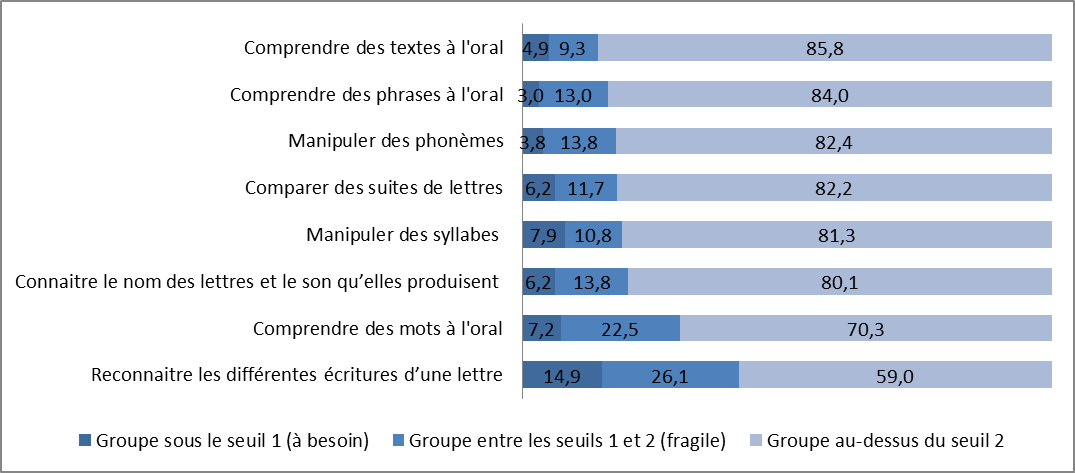 Comprendre des textes à l'oral 4,9 9,3 85,8
Comprendre des phrases à l'oral 3,0 13,0 84,0
Manipuler des phonèmes 3,8 13,8 82,4
Comparer des suites de lettres 6,2 11,7 82,2
Manipuler des syllabes 7,9 10,8 81,3
Connaitre le nom des lettres et le son qu’elles produisent 6,2 13,8 80,1
Comprendre des mots à l'oral 7,2 22,5 70,3
Reconnaitre les différentes écritures d’une lettre 14,9 26,1 59,0
Groupe sous le seuil 1 (à besoin) Groupe entre les seuils 1 et 2 (fragile) Groupe au-dessus du seuil 2